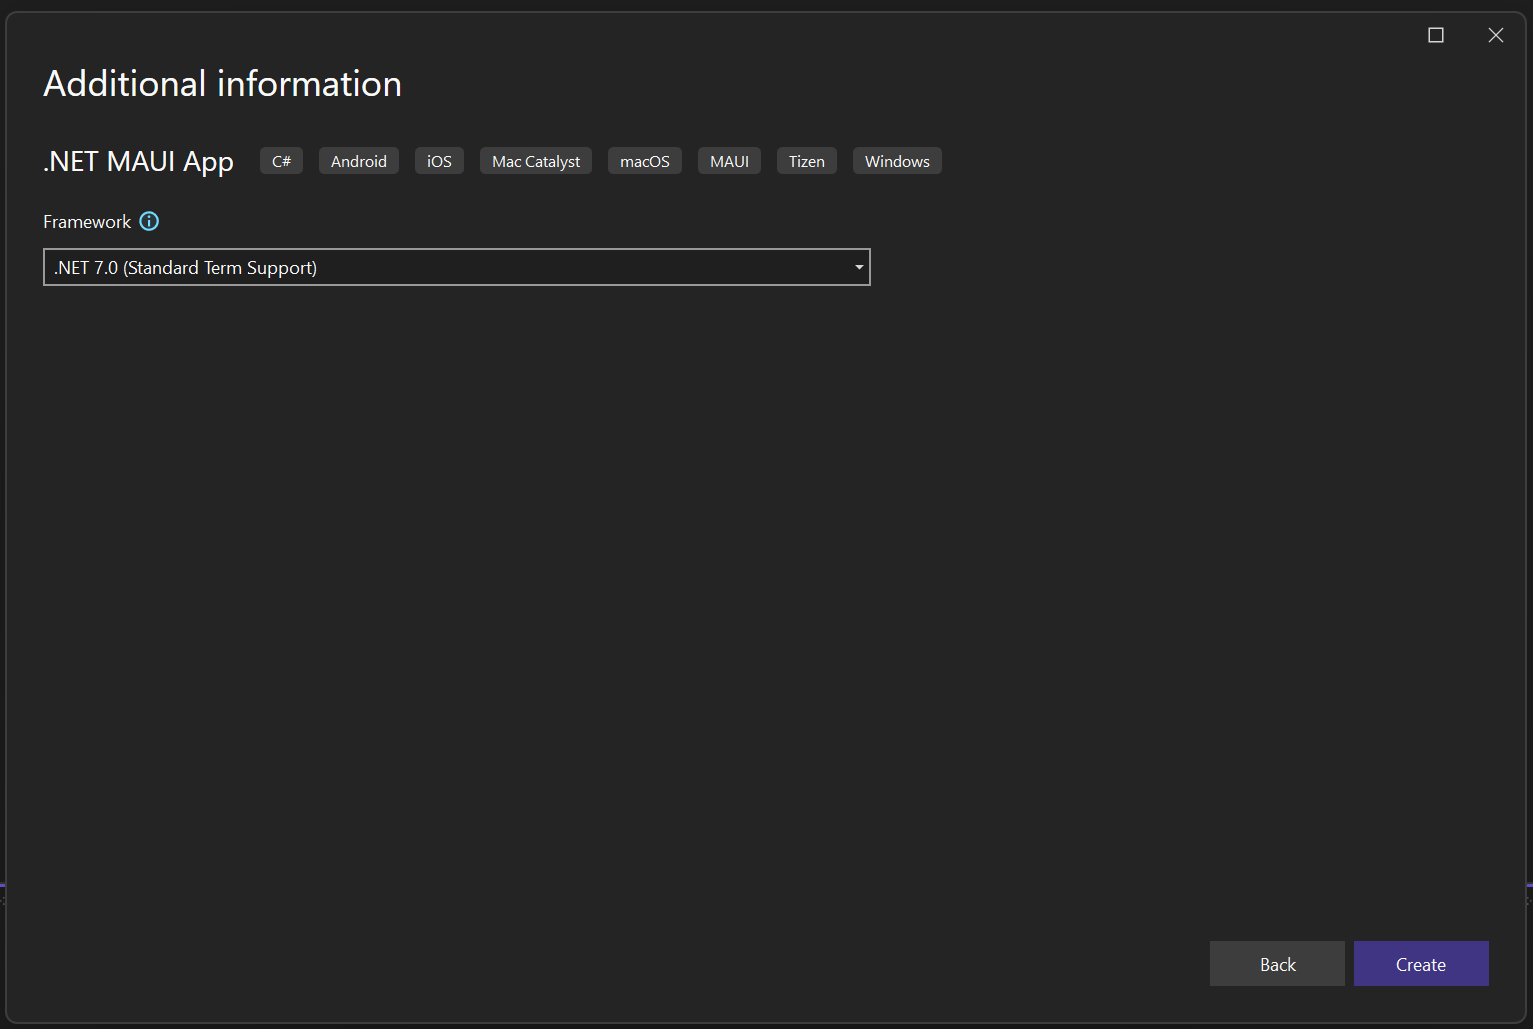 Additional information
.NET MAUI App C# Android iOS Mac Catalyst macOS MAUI Tizen Windows
Framework
.NET 7.0 (Standard Term Support)
Back Create